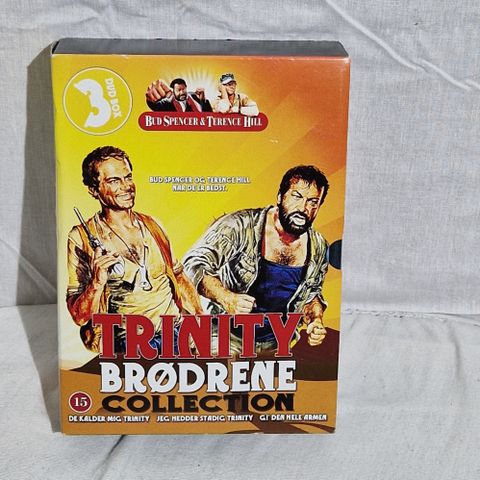 3
DVD BOX
BUD SPENCER & TERENCE HILL
BUD SPENCER OG TERENCE HILL
NÅR DE ER BEDST.
TRINITY
BRØDRENE
COLLECTION
15
DE KALDER MIG TRINITY JEG HEDDER STADIG TRINITY GI' DEN HELE ARMEN